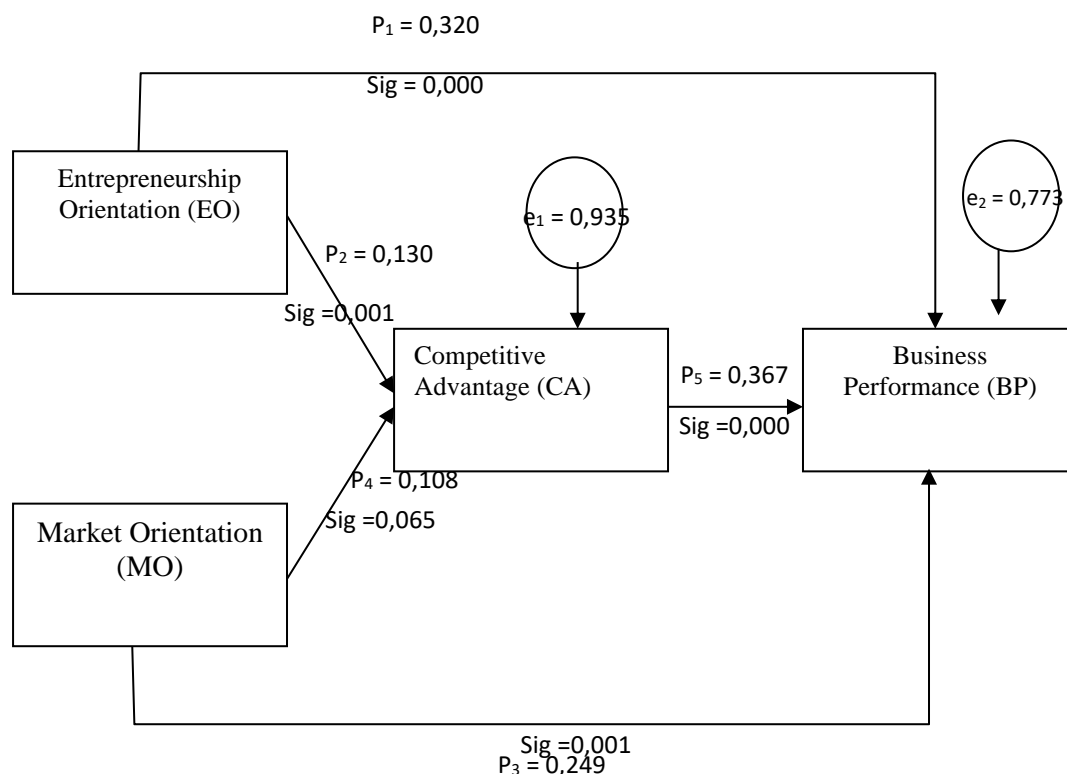 P₁ = 0,320
Sig = 0,000
Entrepreneurship
Orientation (EO)
e₁ = 0,935
e₂ = 0,773
P₂ = 0,130
Sig =0,001
Competitive
Advantage (CA)
P₅ = 0,367
Sig =0,000
Business
Performance (BP)
P₄ = 0,108
Sig =0,065
Market Orientation
(MO)
Sig=0,001
P₃ = 0,249